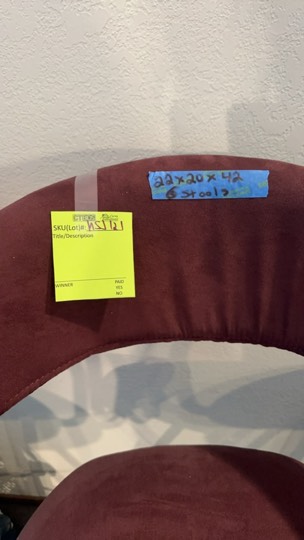 22x20x42
6 Stools
SKU(Lot)#
Title/Description
WINNER PAID
YES
NO